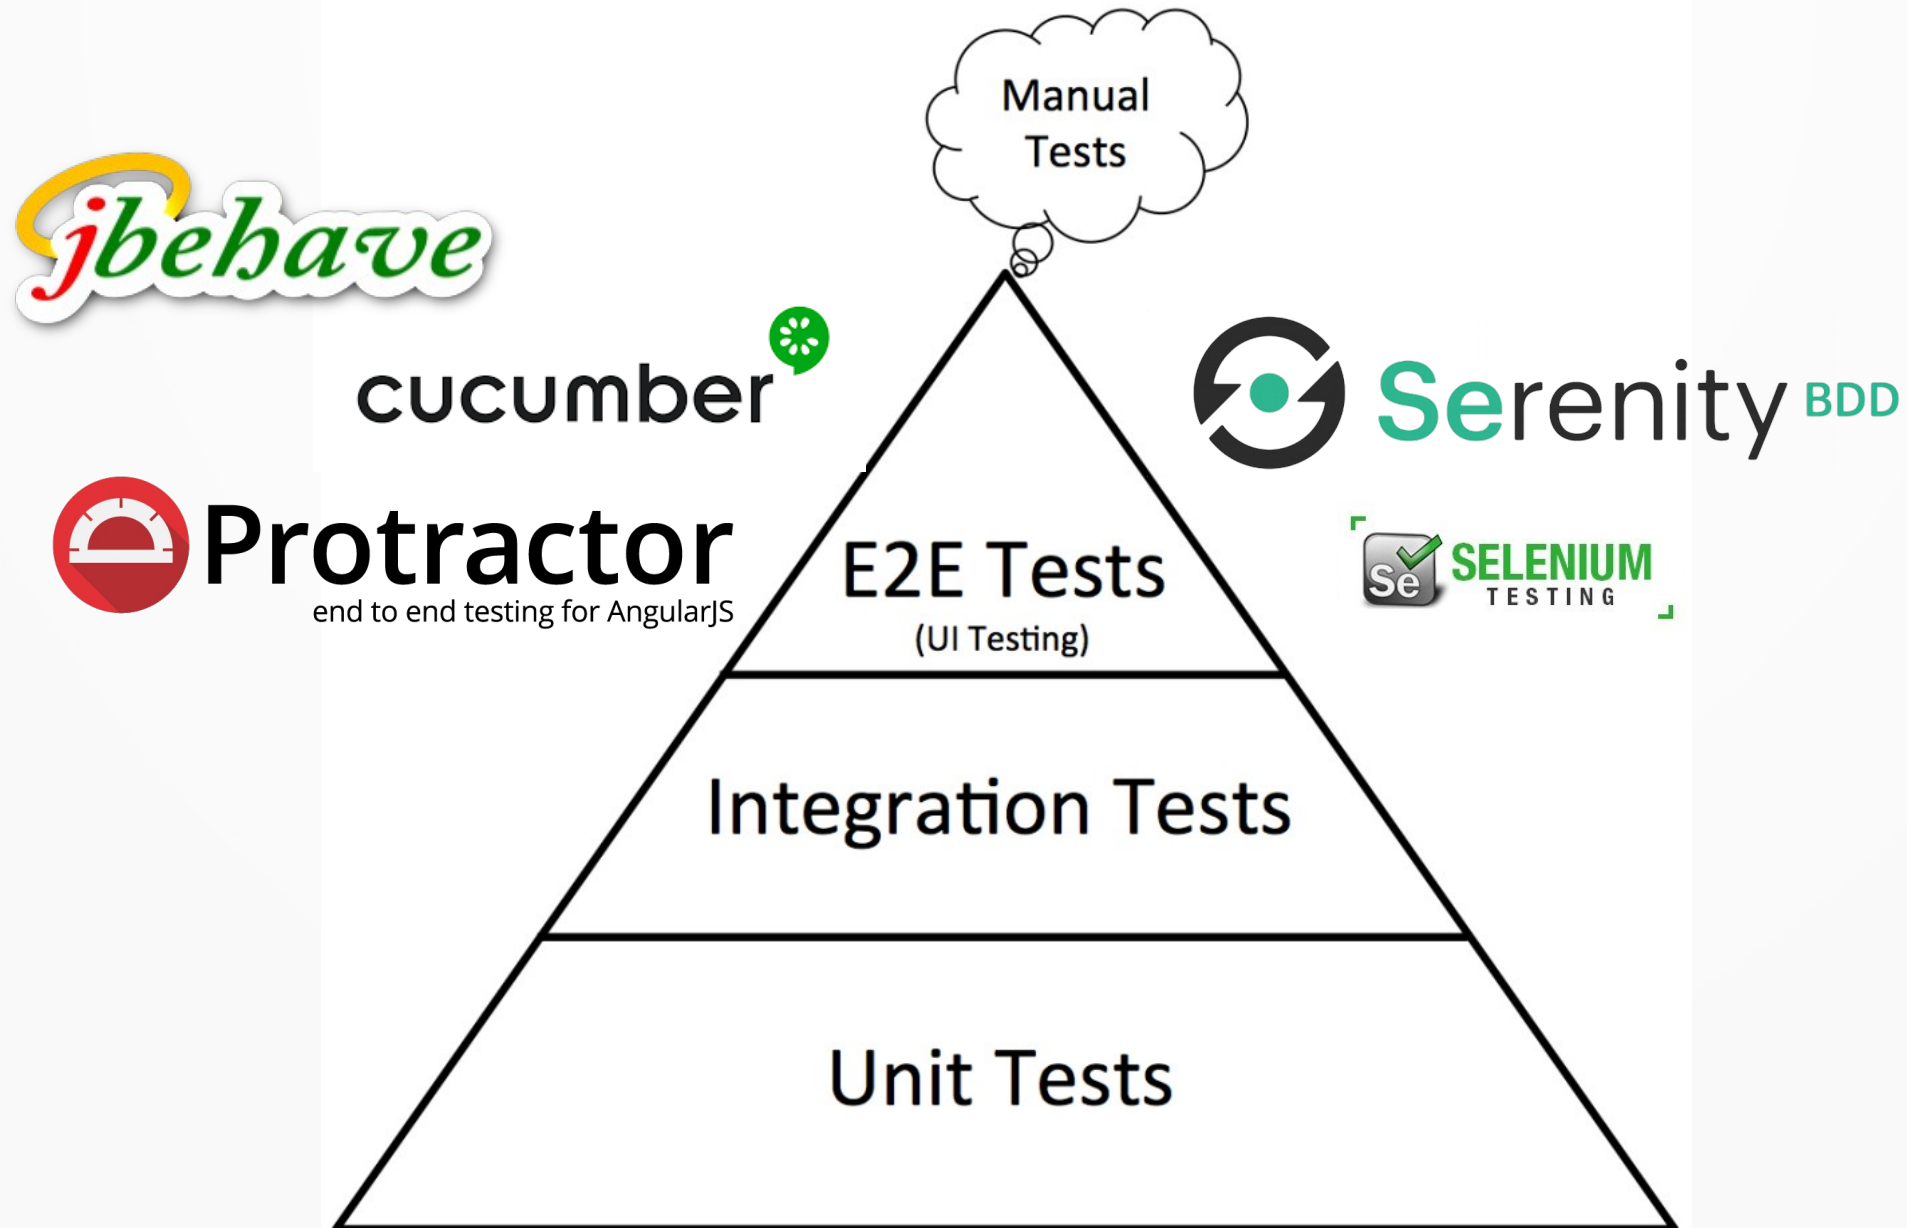 Manual
Tests
jbehave
cucumber
Serenity BDD
Protractor
end to end testing for AngularJS
Se
SELENIUM
TESTING
E2E Tests
(UI Testing)
Integration Tests
Unit Tests